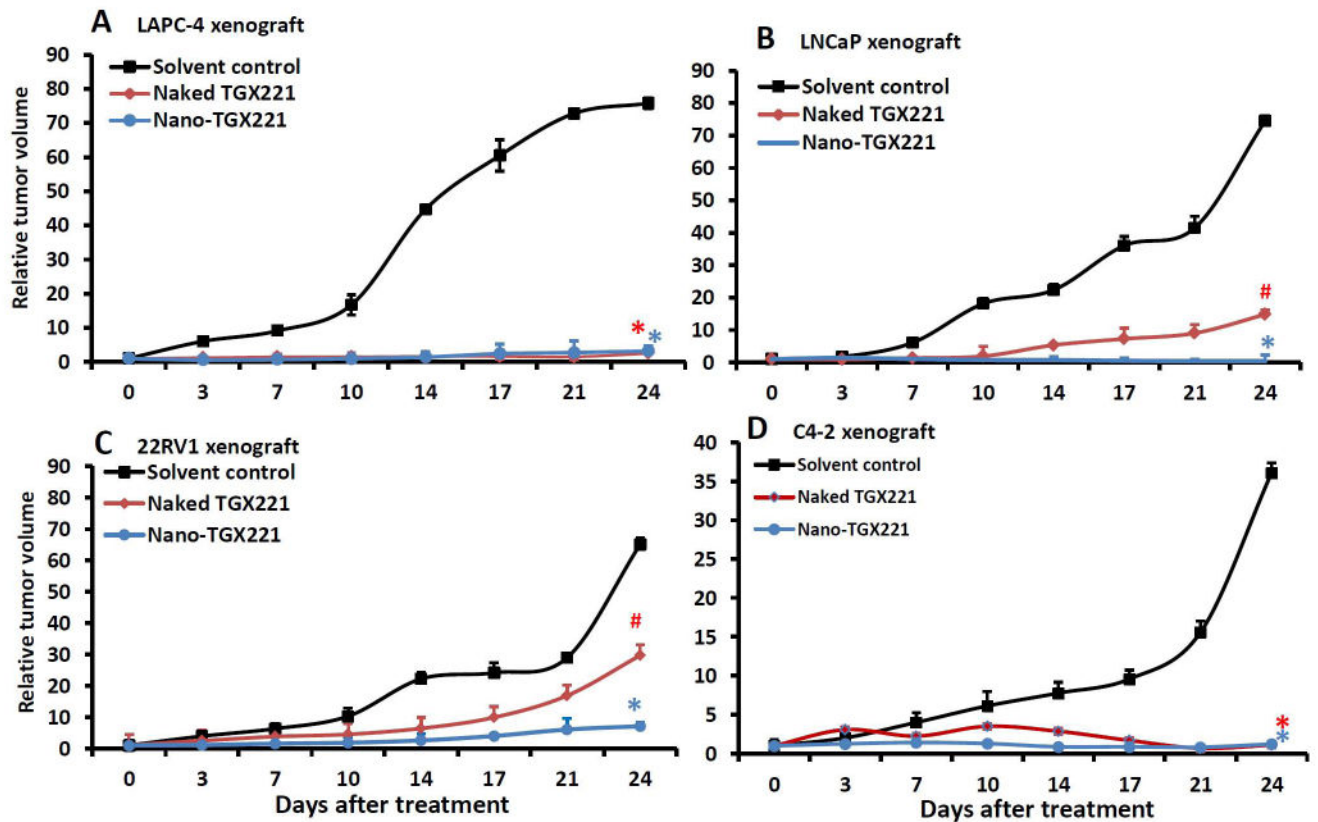 A LAPC-4 xenograft
Relative tumor volume
90
80
70
60
50
40
30
20
10
0
Solvent control
Naked TGX221
Nano-TGX221
* *
0 3 7 10 14 17 21 24
B LNCaP xenograft
90
80
70
60
50
40
30
20
10
0
Solvent control
Naked TGX221
Nano-TGX221
#
*
0 3 7 10 14 17 21 24
C 22RV1 xenograft
Relative tumor volume
90
80
70
60
50
40
30
20
10
0
Solvent control
Naked TGX221
Nano-TGX221
#
*
0 3 7 10 14 17 21 24
Days after treatment
D C4-2 xenograft
40
35
30
25
20
15
10
5
0
Solvent control
Naked TGX221
Nano-TGX221
*
*
0 3 7 10 14 17 21 24
Days after treatment